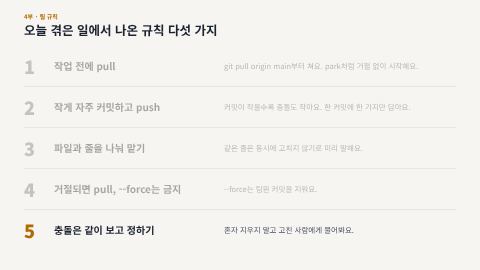 4부 · 팀 규칙
오늘 겪은 일에서 나온 규칙 다섯 가지
1 작업 전에 pull git pull origin main부터 쳐요. park처럼 거절 없이 시작해요.
2 작게 자주 커밋하고 push 커밋이 작을수록 충돌도 작아요. 한 커밋에 한 가지만 담아요.
3 파일과 줄을 나눠 맡기 같은 줄은 동시에 고치지 않기로 미리 말해요.
4 거절되면 pull, --force는 금지 --force는 팀원 커밋을 지워요.
5 충돌은 같이 보고 정하기 혼자 지우지 말고 고친 사람에게 물어봐요.